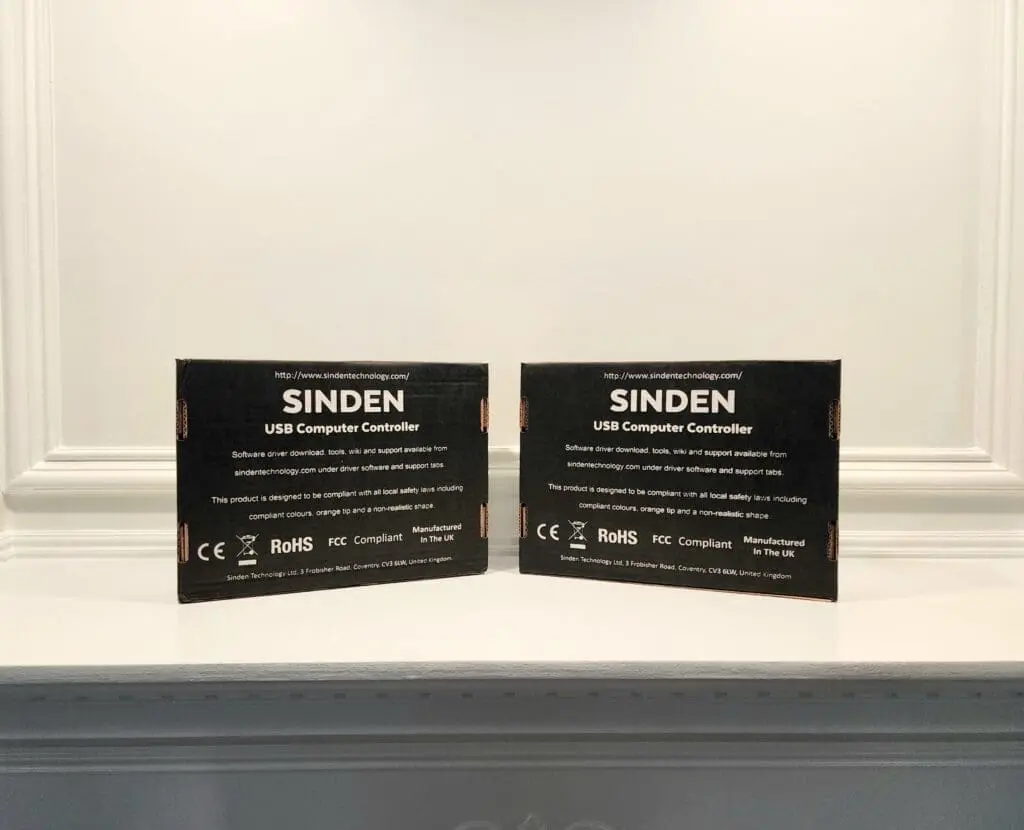 http://www.sindentechnology.com/
SINDEN
USB Computer Controller
Software driver download, tools, wiki and support available from
sindentechnology.com under driver software and support tabs.
This product is designed to be compliant with all local safety laws including
compliant colours, orange tip and a non-realistic shape.
CE RoHS FCC Compliant Manufactured
In The UK
Sinden Technology Ltd, 3 Frobisher Road, Coventry, CV3 6LW, United Kingdom.
http://www.sindentechnology.com/
SINDEN
USB Computer Controller
Software driver download, tools, wiki and support available from
sindentechnology.com under driver software and support tabs.
This product is designed to be compliant with all local safety laws including
compliant colours, orange tip and a non-realistic shape.
CE RoHS FCC Compliant Manufactured
In The UK
Sinden Technology Ltd, 3 Frobisher Road, Coventry, CV3 6LW, United Kingdom